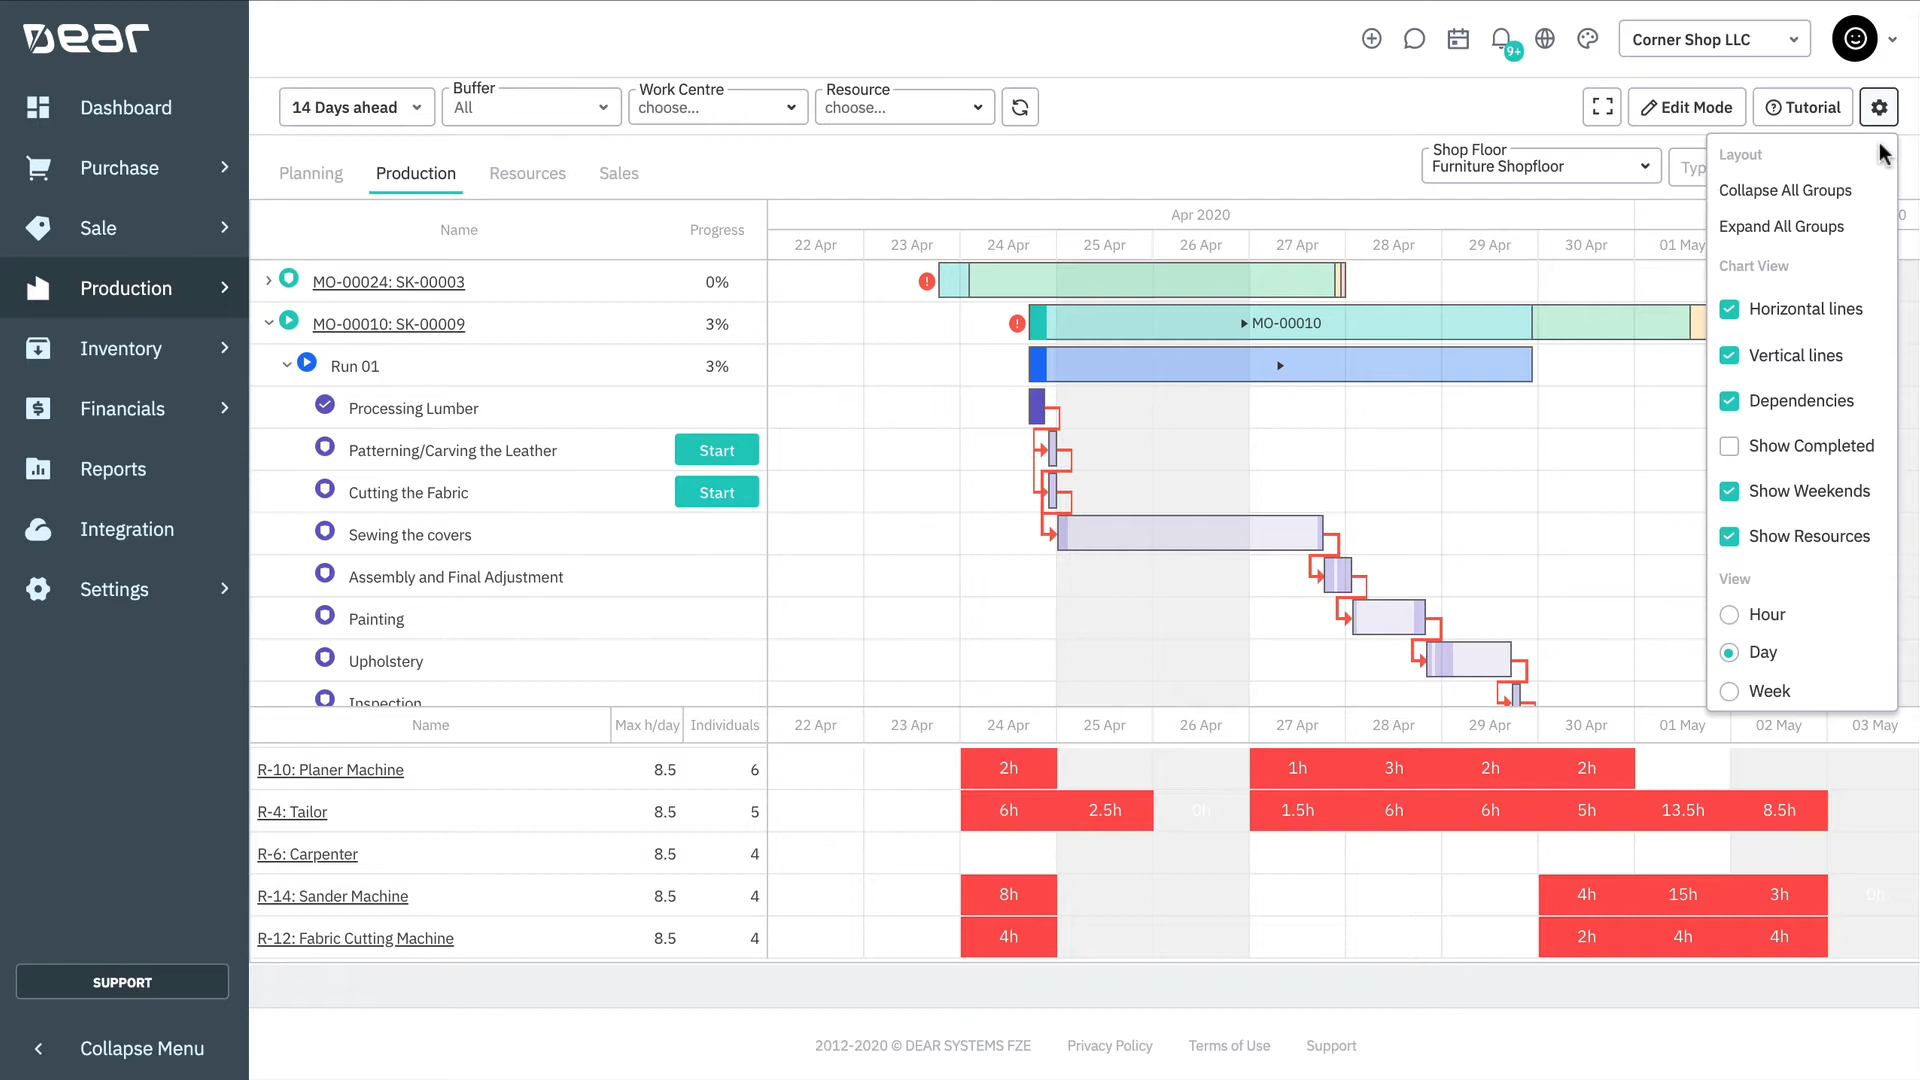 DEAR
Corner Shop LLC
9+
Dashboard
Purchase
Sale
Production
Inventory
Financials
Reports
Integration
Settings
SUPPORT
Collapse Menu
14 Days ahead
Buffer
All
Work Centre
choose...
Resource
choose...
Edit Mode
Tutorial
Planning
Production
Resources
Sales
Shop Floor
Furniture Shopfloor
Typ
Layout
Collapse All Groups
Expand All Groups
Chart View
Horizontal lines
Vertical lines
Dependencies
Show Completed
Show Weekends
Show Resources
View
Hour
Day
Week
Name Progress
Apr 2020
0
22 Apr 23 Apr 24 Apr 25 Apr 26 Apr 27 Apr 28 Apr 29 Apr 30 Apr 01 May
MO-00024: SK-00003 0%
MO-00010: SK-00009 3% MO-00010
Run 01 3%
Processing Lumber
Patterning/Carving the Leather Start
Cutting the Fabric Start
Sewing the covers
Assembly and Final Adjustment
Painting
Upholstery
Inspection
Name Max h/day Individuals 22 Apr 23 Apr 24 Apr 25 Apr 26 Apr 27 Apr 28 Apr 29 Apr 30 Apr 01 May 02 May 03 May
R-10: Planer Machine 8.5 6 2h 1h 3h 2h 2h
R-4: Tailor 8.5 5 6h 2.5h 0h 1.5h 6h 6h 5h 13.5h 8.5h
R-6: Carpenter 8.5 4
R-14: Sander Machine 8.5 4 8h 4h 15h 3h 0h
R-12: Fabric Cutting Machine 8.5 4 4h 2h 4h 4h
2012-2020 © DEAR SYSTEMS FZE Privacy Policy Terms of Use Support